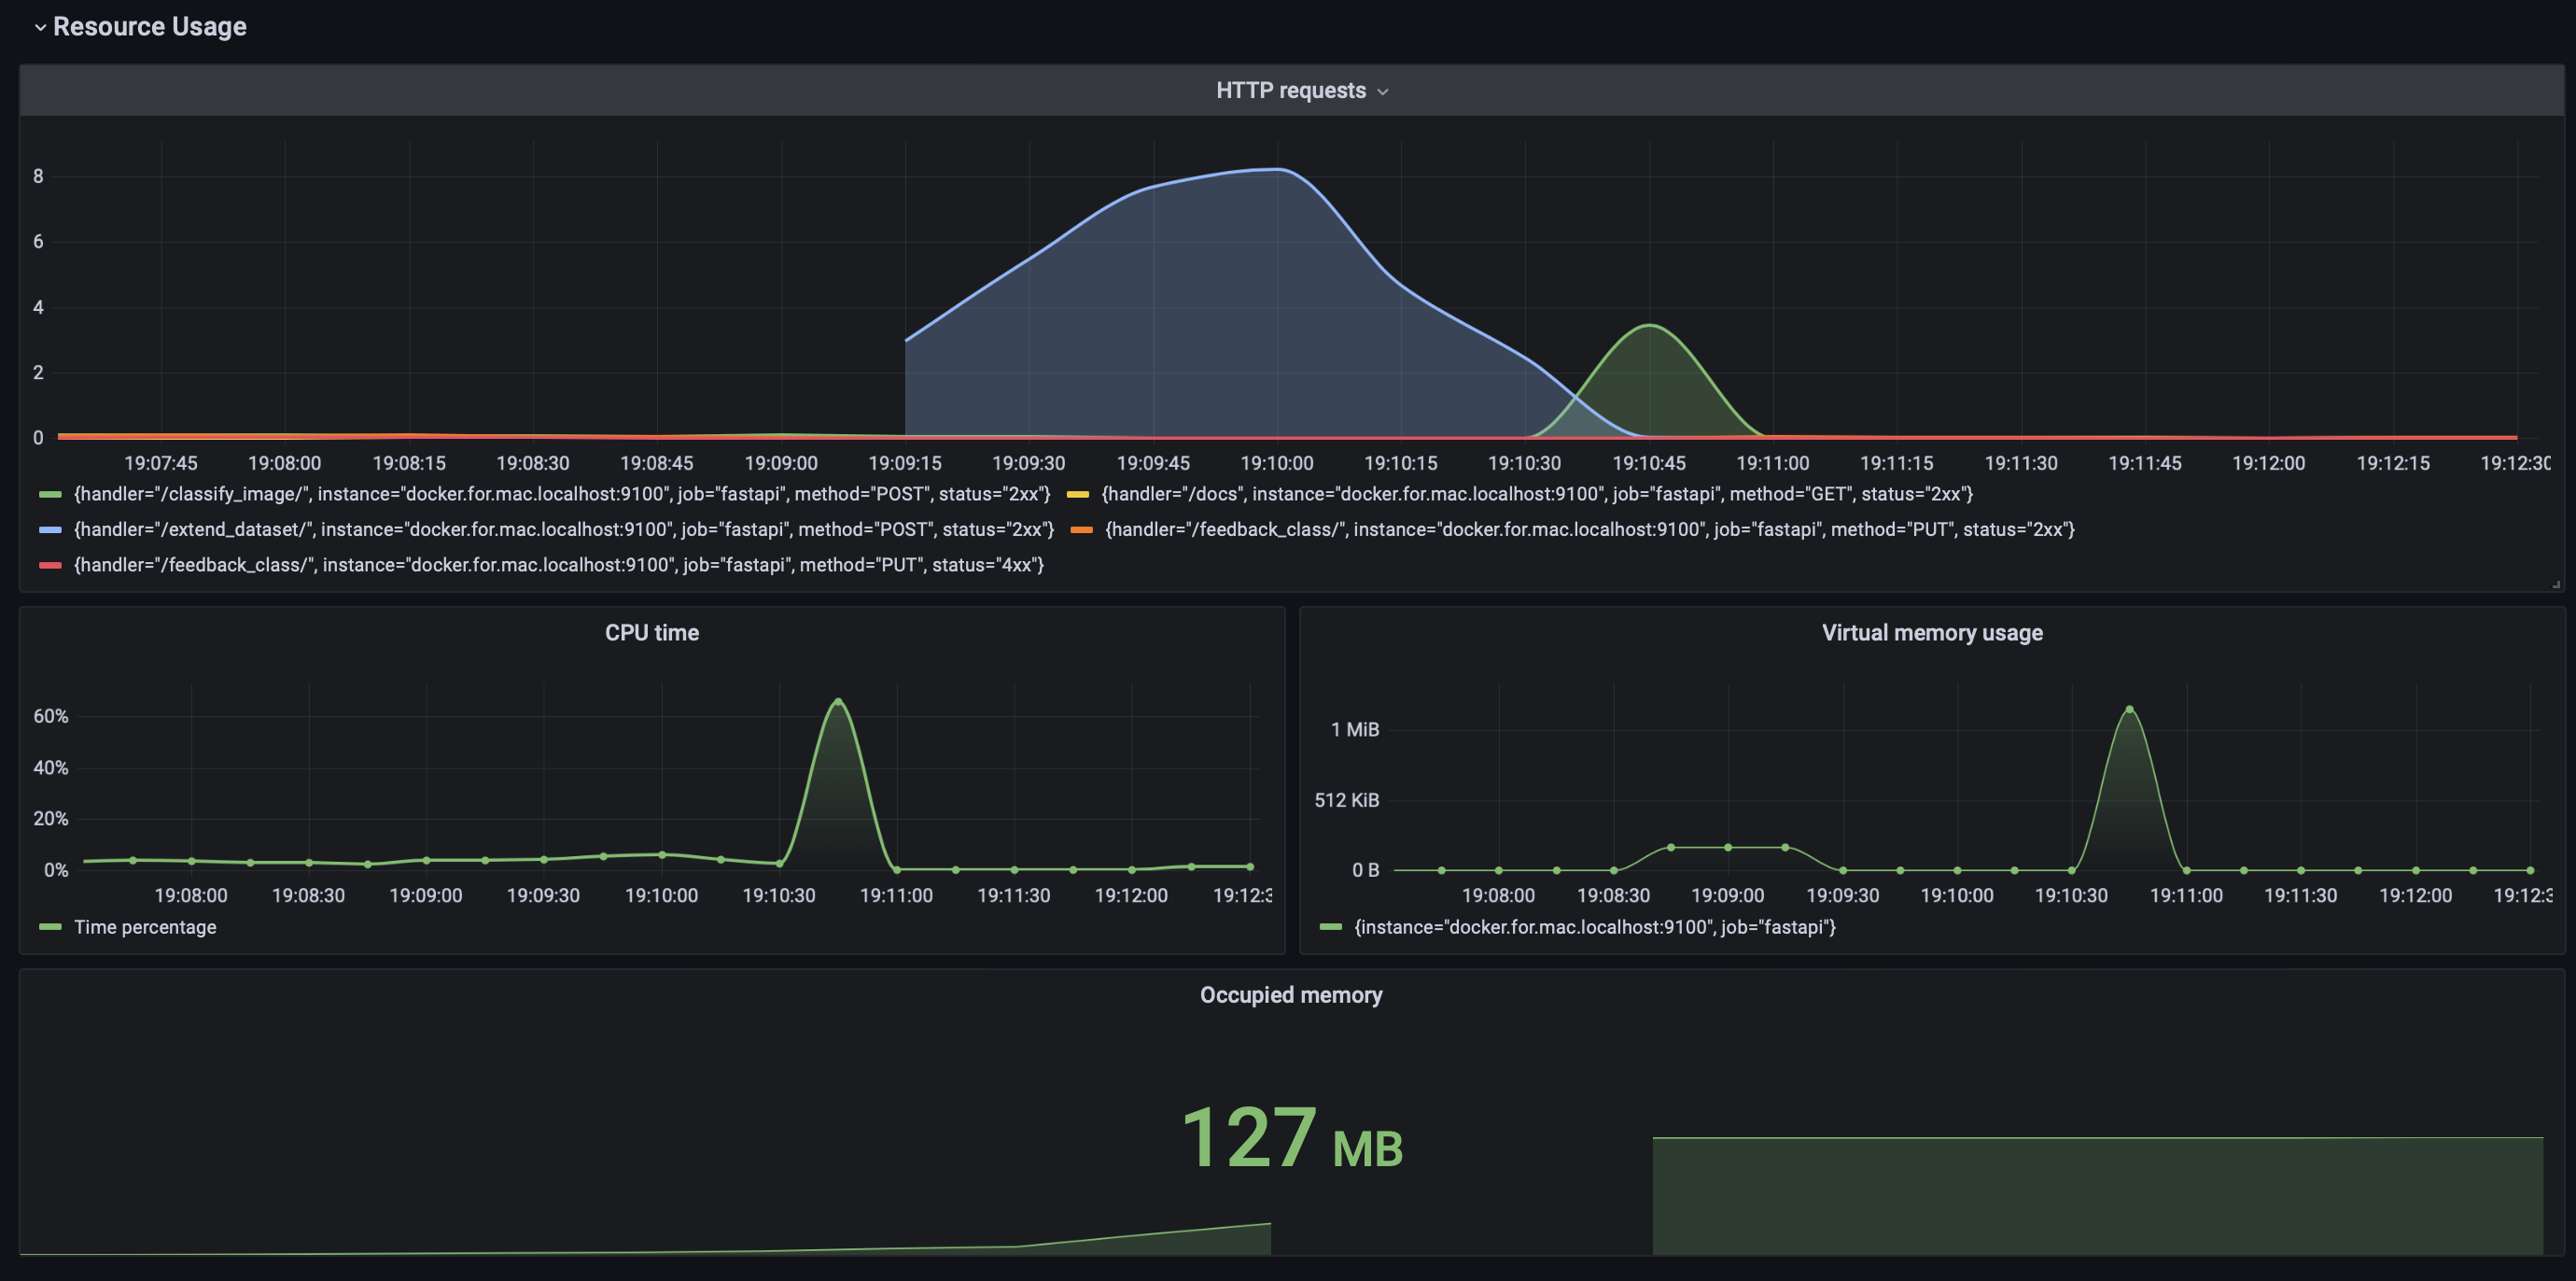 Resource Usage
HTTP requests
8
6
4
2
0
19:07:45 19:08:00 19:08:15 19:08:30 19:08:45 19:09:00 19:09:15 19:09:30 19:09:45 19:10:00 19:10:15 19:10:30 19:10:45 19:11:00 19:11:15 19:11:30 19:11:45 19:12:00 19:12:15 19:12:30
{handler="/classify_image/", instance="docker.for.mac.localhost:9100", job="fastapi", method="POST", status="2xx"} {handler="/docs", instance="docker.for.mac.localhost:9100", job="fastapi", method="GET", status="2xx"}
{handler="/extend_dataset/", instance="docker.for.mac.localhost:9100", job="fastapi", method="POST", status="2xx"} {handler="/feedback_class/", instance="docker.for.mac.localhost:9100", job="fastapi", method="PUT", status="2xx"}
{handler="/feedback_class/", instance="docker.for.mac.localhost:9100", job="fastapi", method="PUT", status="4xx"}
CPU time
60%
40%
20%
0%
19:08:00 19:08:30 19:09:00 19:09:30 19:10:00 19:10:30 19:11:00 19:11:30 19:12:00 19:12:3
Time percentage
Virtual memory usage
1 MiB
512 KiB
0 B
19:08:00 19:08:30 19:09:00 19:09:30 19:10:00 19:10:30 19:11:00 19:11:30 19:12:00 19:12:3
{instance="docker.for.mac.localhost:9100", job="fastapi"}
Occupied memory
127 MB